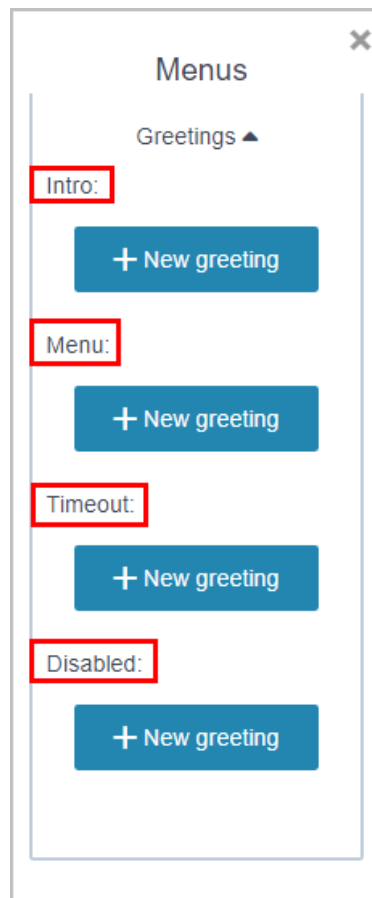 Menus
Greetings
Intro:
New greeting
Menu:
New greeting
Timeout:
New greeting
Disabled:
New greeting